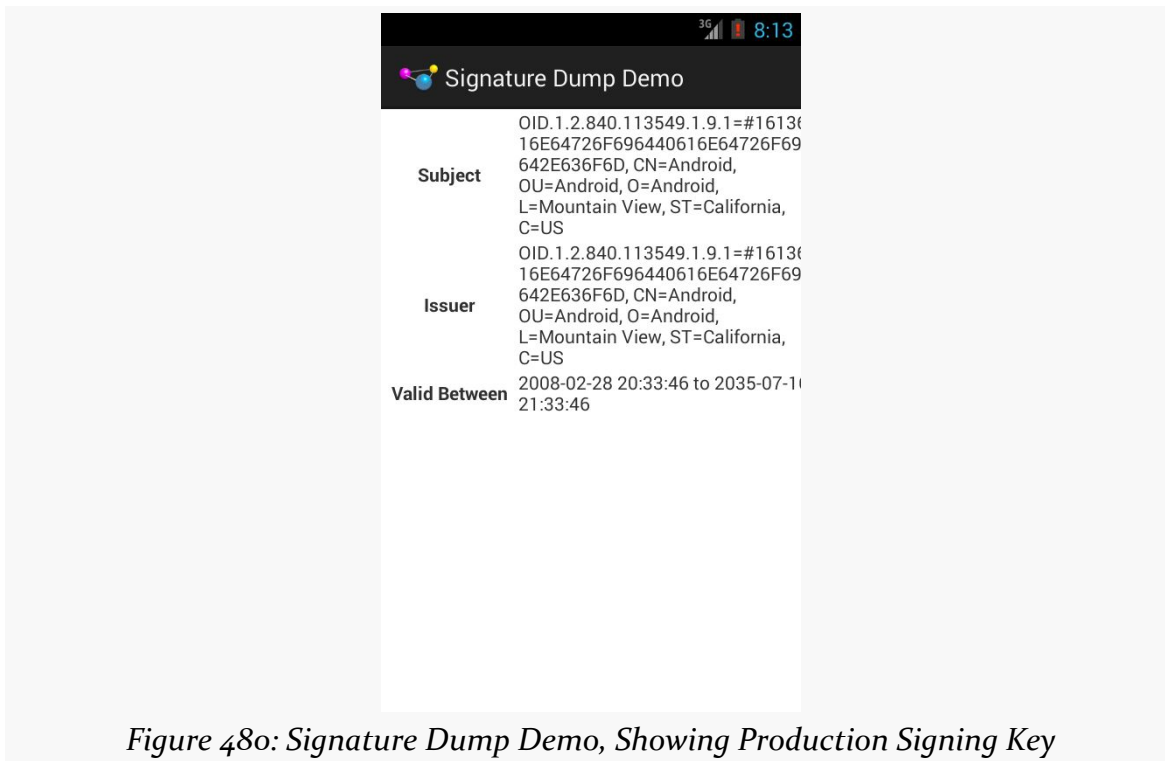 3G 8:13
Signature Dump Demo
Subject
OID.1.2.840.113549.1.9.1=#1613
16E64726F696440616E64726F69
642E636F6D, CN=Android,
OU=Android, O=Android,
L=Mountain View, ST=California,
C=US
Issuer
OID.1.2.840.113549.1.9.1=#1613
16E64726F696440616E64726F69
642E636F6D, CN=Android,
OU=Android, O=Android,
L=Mountain View, ST=California,
C=US
Valid Between
2008-02-28 20:33:46 to 2035-07-1
21:33:46
Figure 480: Signature Dump Demo, Showing Production Signing Key